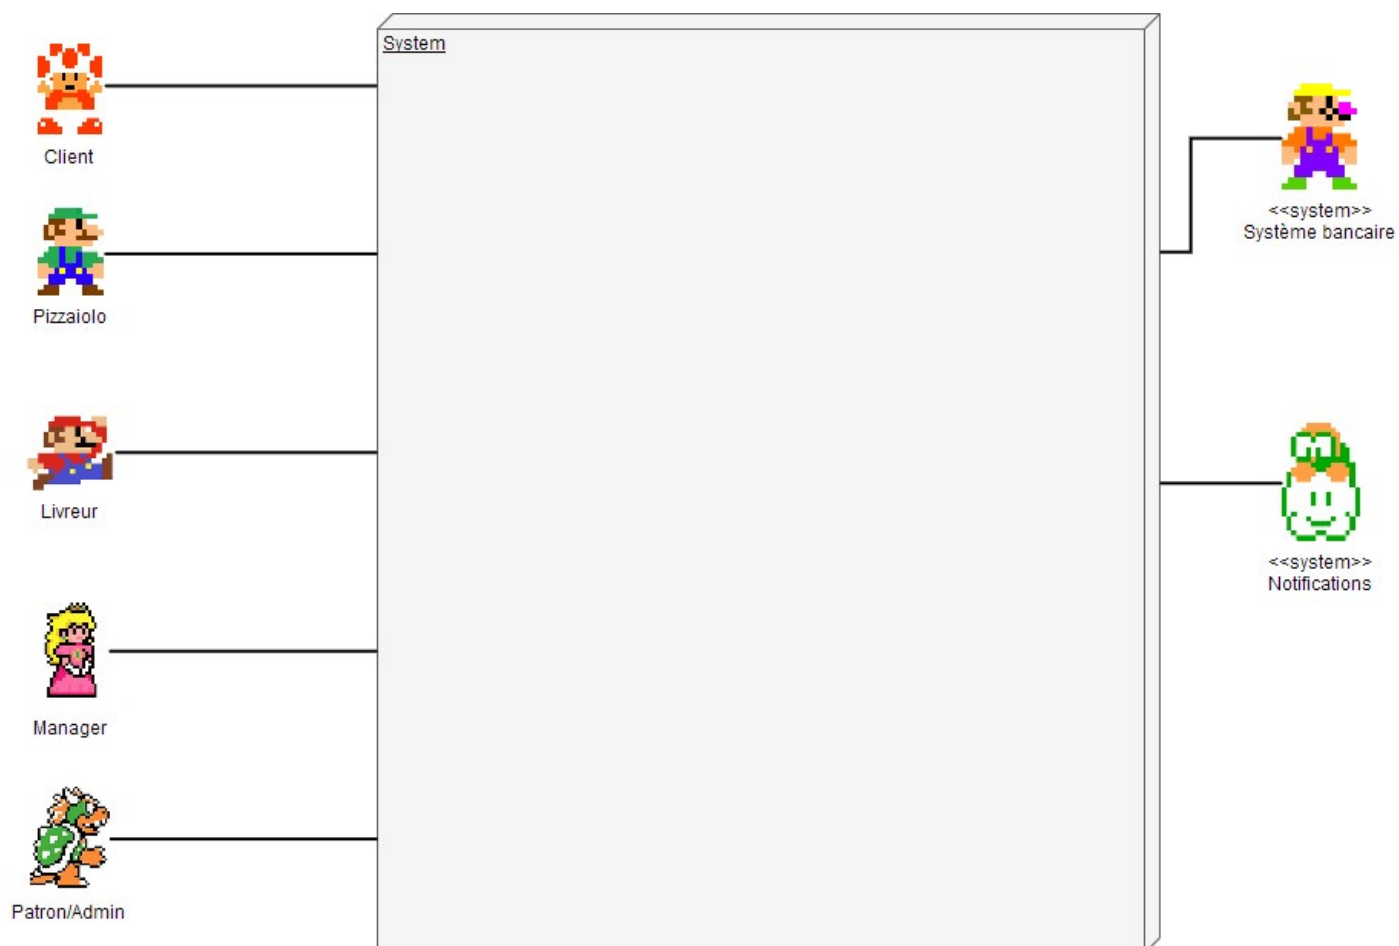 System
Client
Pizzaiolo
Livreur
Manager
Patron/Admin
<<system>>
Système bancaire
<<system>>
Notifications